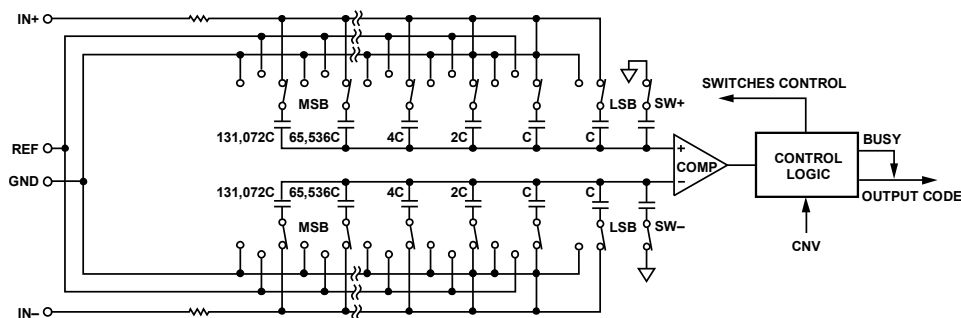 IN+
MSB
LSB
SW+
SWITCHES CONTROL
131,072C
65,536C
4C
2C
C
C
REF
GND
+
COMP
–
CONTROL
LOGIC
BUSY
OUTPUT CODE
CNV
131,072C
65,536C
4C
2C
C
C
MSB
LSB
SW–
IN–